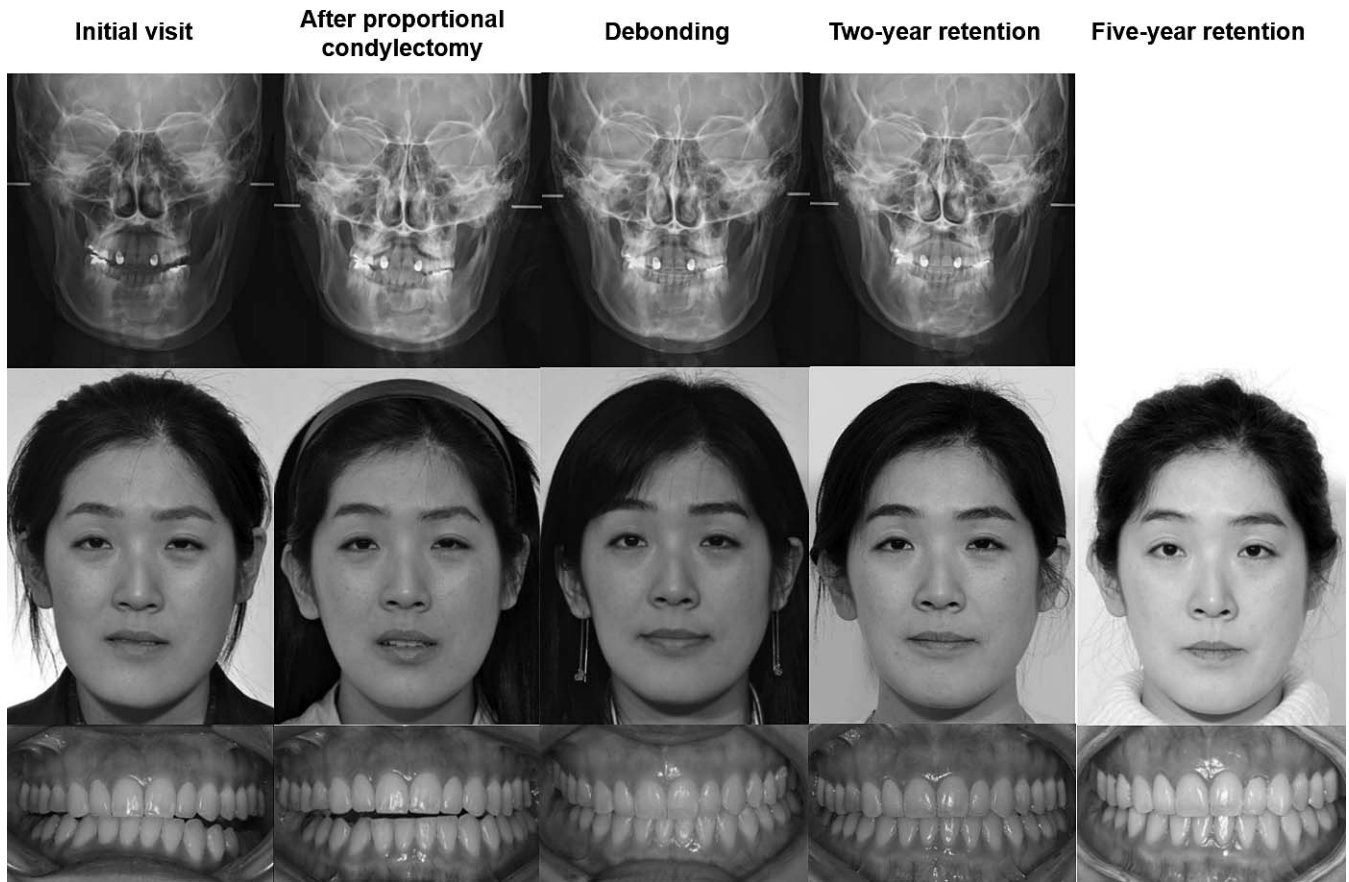 Initial visit
After proportional
condylectomy
Debonding
Two-year retention
Five-year retention